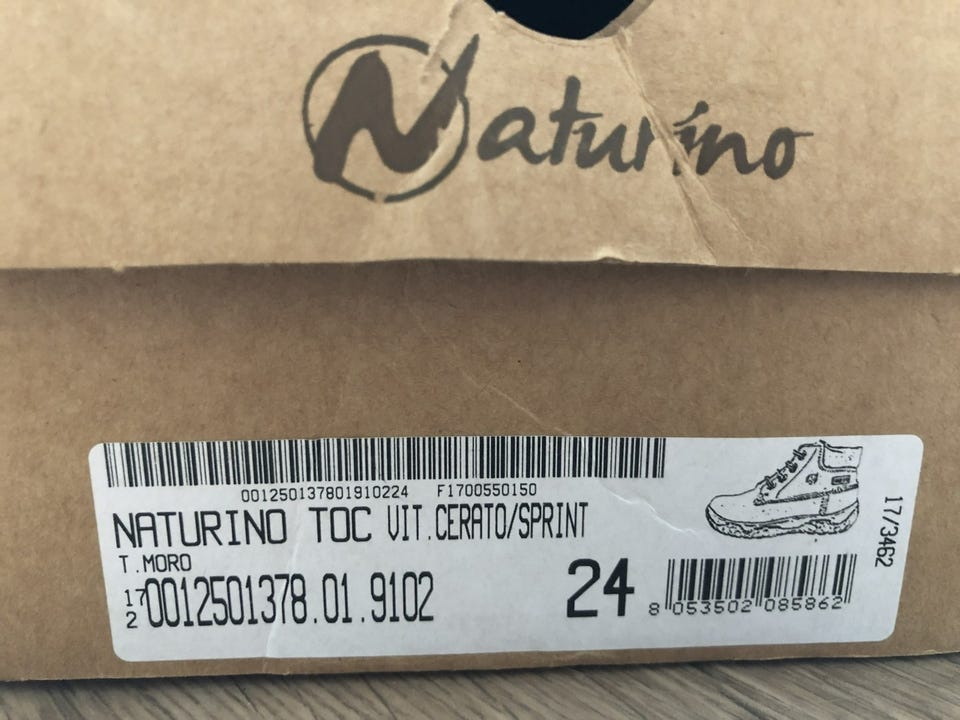 Naturino
001250137801910224 F1700550150
NATURINO TOC VIT.CERATO/SPRINT
T.MORO
17
2
0012501378.01.9102
24
8 053502 085862
17/3462